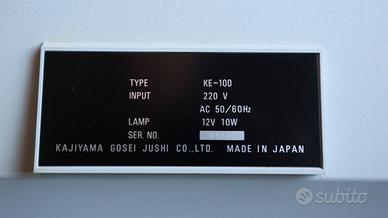 TYPE KE-100
INPUT 220 V
AC 50/60Hz
LAMP 12V 10W
SER. NO.
KAJIYAMA GOSEI JUSHI CO., LTD. MADE IN JAPAN
subito